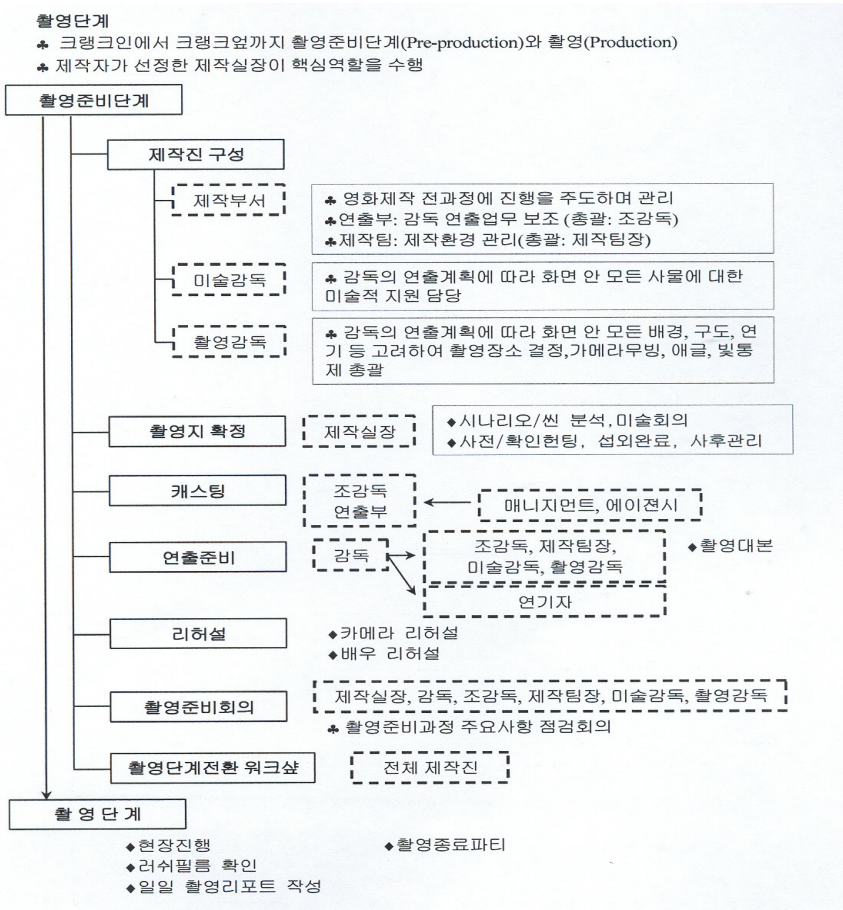 촬영단계
♣ 크랭크인에서 크랭크엎까지 촬영준비단계(Pre-production)와 촬영(Production)
♣ 제작자가 선정한 제작실장이 핵심역할을 수행
촬영준비단계
제작진 구성
제작부서
♣ 영화제작 전과정에 진행을 주도하며 관리
♣연출부: 감독 연출업무 보조 (총괄: 조감독)
♣제작팀: 제작환경 관리(총괄: 제작팀장)
미술감독
♣ 감독의 연출계획에 따라 화면 안 모든 사물에 대한
미술적 지원 담당
촬영감독
♣ 감독의 연출계획에 따라 화면 안 모든 배경, 구도, 연
기 등 고려하여 촬영장소 결정,가메라무빙, 애글, 빛통
제 총괄
촬영지 확정
제작실장
◆시나리오/씬 분석,미술회의
◆사전/확인헌팅, 섭외완료, 사후관리
캐스팅
조감독
연출부
매니지먼트, 에이젼시
연출준비
감독
조감독, 제작팀장,
미술감독, 촬영감독
◆촬영대본
연기자
리허설
◆카메라 리허설
◆배우 리허설
촬영준비회의
제작실장, 감독, 조감독, 제작팀장, 미술감독, 촬영감독
♣ 촬영준비과정 주요사항 점검회의
촬영단계전환 워크샾
전체 제작진
촬 영 단 계
◆현장진행
◆촬영종료파티
◆러쉬필름 확인
◆일일 촬영리포트 작성